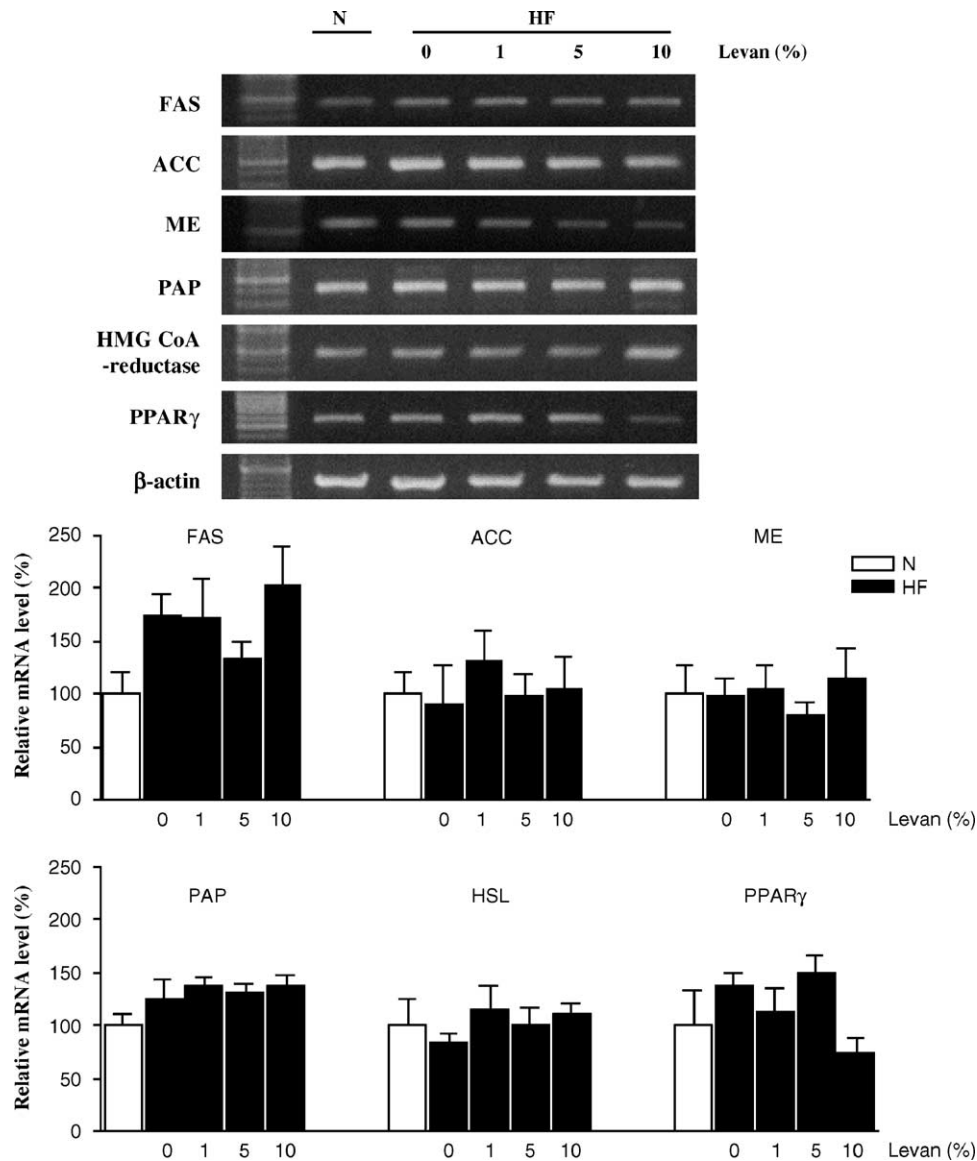 N HF
0 1 5 10 Levan (%)
FAS
ACC
ME
PAP
HMG CoA
-reductase
PPARγ
β-actin
FAS ACC ME
Relative mRNA level (%)
250
200
150
100
50
0
N
HF
0 1 5 10 0 1 5 10 0 1 5 10 Levan (%)
PAP HSL PPARγ
Relative mRNA level (%)
250
200
150
100
50
0
0 1 5 10 0 1 5 10 0 1 5 10 Levan (%)